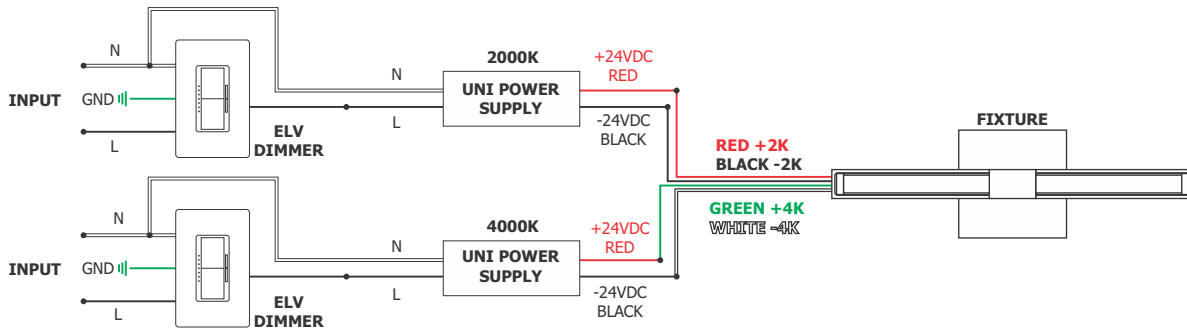 N
INPUT
GND
L
ELV
DIMMER
N
L
2000K
UNI POWER
SUPPLY
+24VDC
RED
-24VDC
BLACK
RED +2K
BLACK -2K
GREEN +4K
WHITE -4K
FIXTURE
N
INPUT
GND
L
ELV
DIMMER
N
L
4000K
UNI POWER
SUPPLY
+24VDC
RED
-24VDC
BLACK